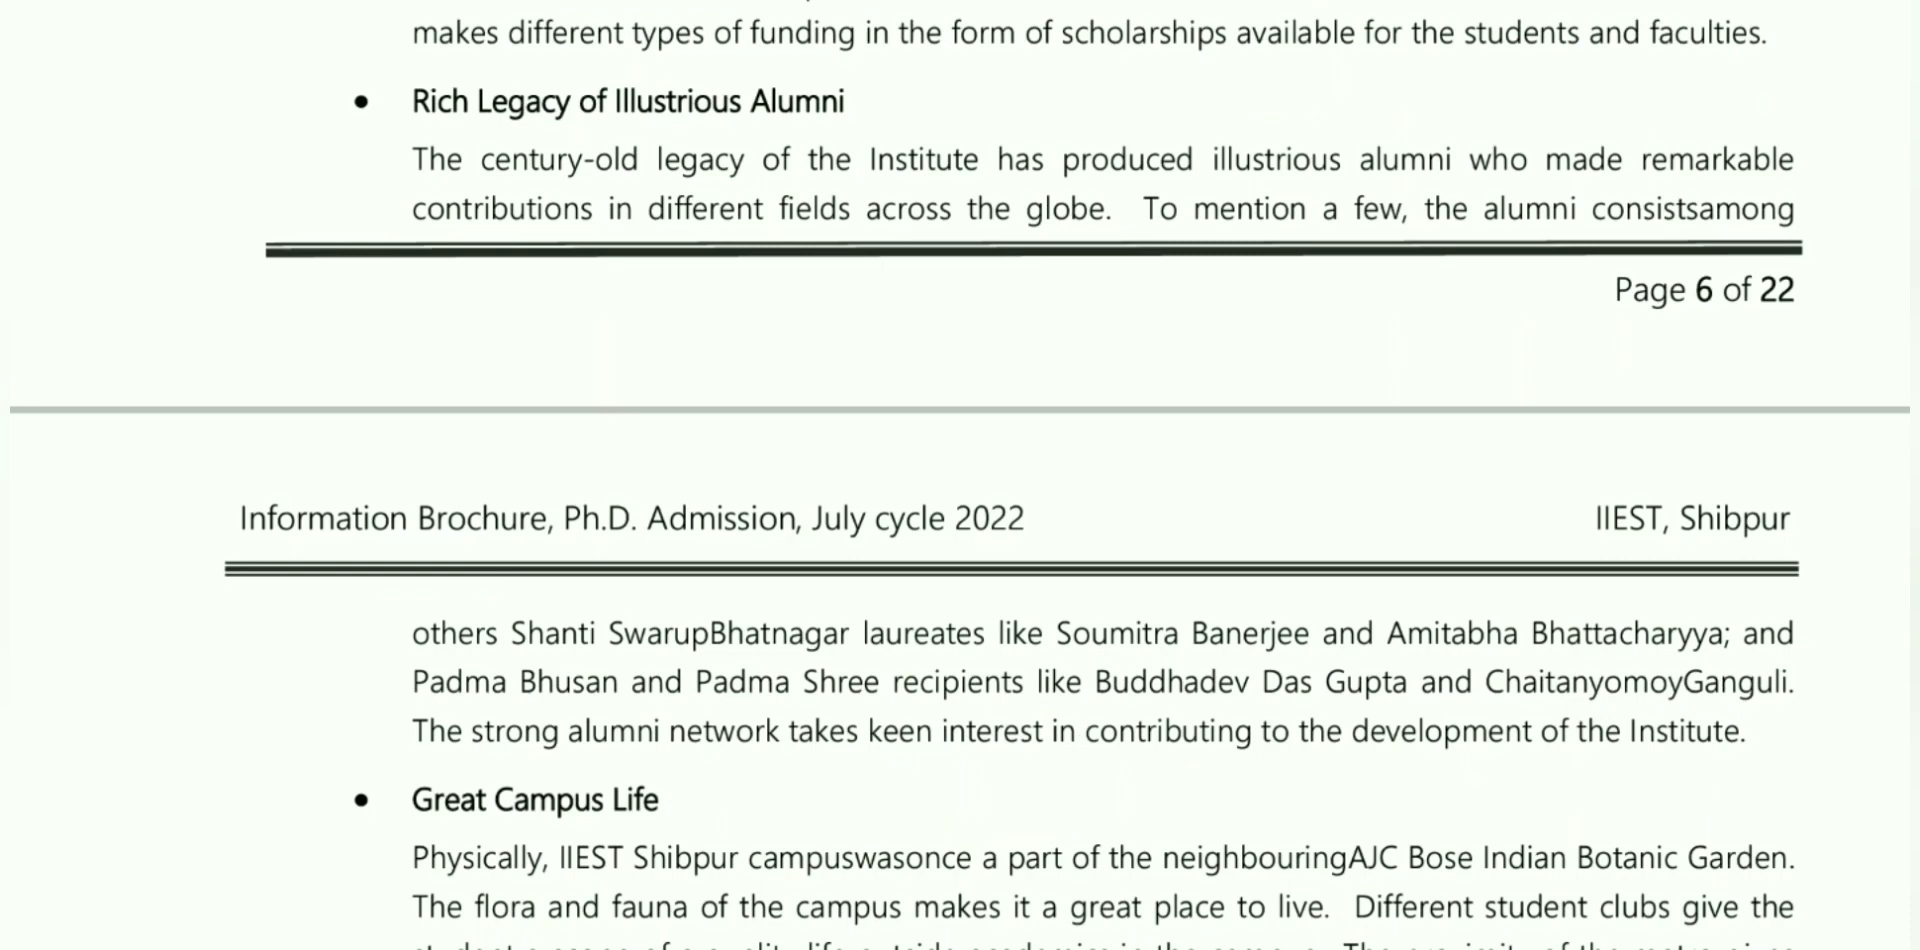 makes different types of funding in the form of scholarships available for the students and faculties.
• Rich Legacy of Illustrious Alumni
The century-old legacy of the Institute has produced illustrious alumni who made remarkable
contributions in different fields across the globe. To mention a few, the alumni consistsamong
Page 6 of 22
Information Brochure, Ph.D. Admission, July cycle 2022 IIEST, Shibpur
others Shanti SwarupBhatnagar laureates like Soumitra Banerjee and Amitabha Bhattacharyya; and
Padma Bhusan and Padma Shree recipients like Buddhadev Das Gupta and ChaitanyomoyGanguli.
The strong alumni network takes keen interest in contributing to the development of the Institute.
• Great Campus Life
Physically, IIEST Shibpur campuswasonce a part of the neighbouringAJC Bose Indian Botanic Garden.
The flora and fauna of the campus makes it a great place to live. Different student clubs give the